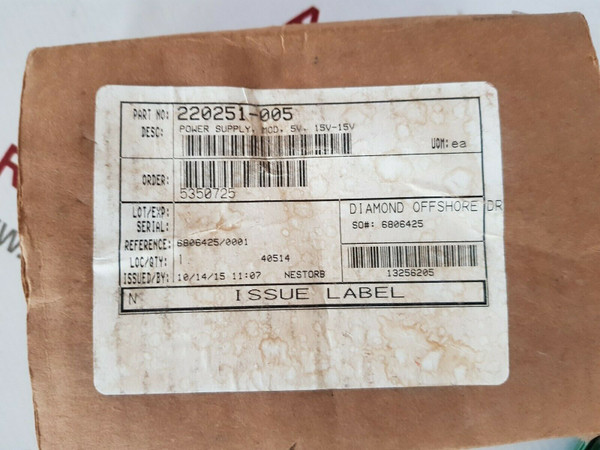 PART NO: 220251-005
DESC: POWER SUPPLY, MOD, 5V, 15V-15V
UOM: ea
ORDER: 5350725
LOT/EXP:
SERIAL:
DIAMOND OFFSHORE DR
SO#: 6806425
REFERENCE: 6806425/0001
LOC/QTY: 1 40514
ISSUED/BY: 10/14/15 11:07 NESTORB
13256205
N ISSUE LABEL